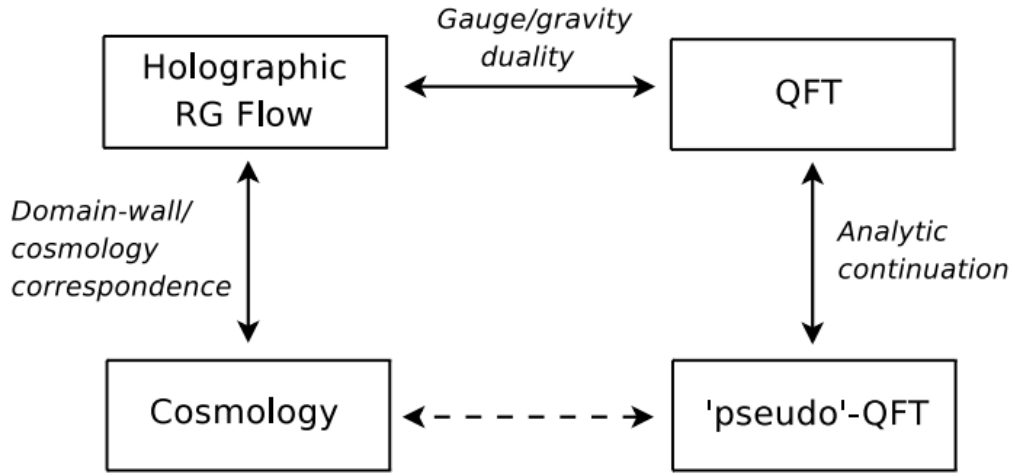 Gauge/gravity
duality
Holographic
RG Flow
QFT
Domain-wall/
cosmology
correspondence
Analytic
continuation
Cosmology
'pseudo'-QFT